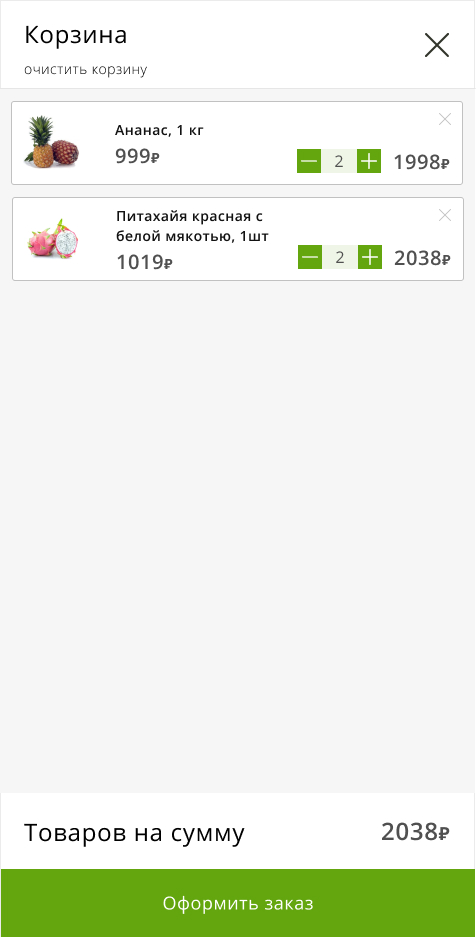 Корзина
очистить корзину
Ананас, 1 кг
999₽
2
1998₽
Питахайя красная с
белой мякотью, 1шт
1019₽
2
2038₽
Товаров на сумму
2038₽
Оформить заказ